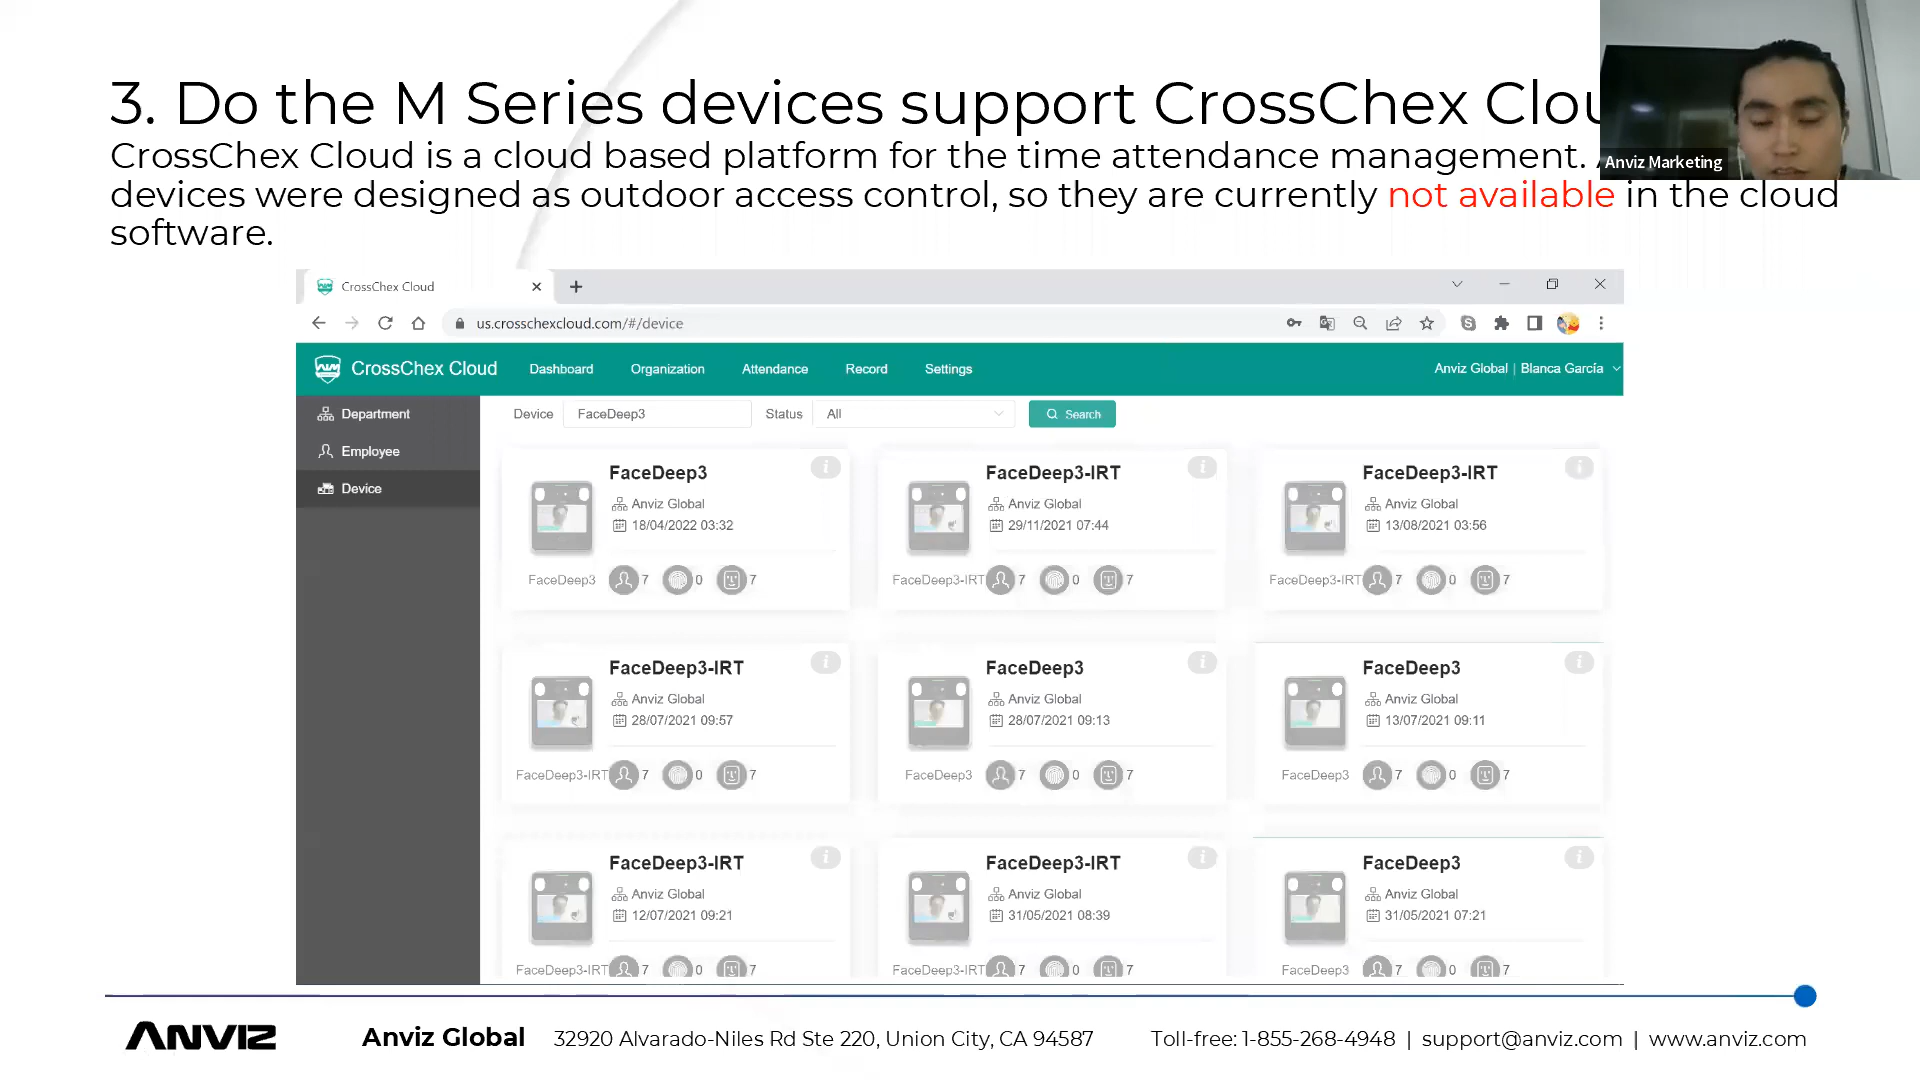 3. Do the M Series devices support CrossChex Clou
CrossChex Cloud is a cloud based platform for the time attendance management.
devices were designed as outdoor access control, so they are currently not available in the cloud
software.
Anviz Marketing
CrossChex Cloud
us.crosschexcloud.com/#/device
CrossChex Cloud Dashboard Organization Attendance Record Settings Anviz Global | Blanca García
Department
Employee
Device
Device FaceDeep3 Status All Search
FaceDeep3
Anviz Global
18/04/2022 03:32
FaceDeep3 7 0 7
FaceDeep3-IRT
Anviz Global
29/11/2021 07:44
FaceDeep3-IRT 7 0 7
FaceDeep3-IRT
Anviz Global
13/08/2021 03:56
FaceDeep3-IRT 7 0 7
FaceDeep3-IRT
Anviz Global
28/07/2021 09:57
FaceDeep3-IRT 7 0 7
FaceDeep3
Anviz Global
28/07/2021 09:13
FaceDeep3 7 0 7
FaceDeep3
Anviz Global
13/07/2021 09:11
FaceDeep3 7 0 7
FaceDeep3-IRT
Anviz Global
12/07/2021 09:21
FaceDeep3-IRT 7 0 7
FaceDeep3-IRT
Anviz Global
31/05/2021 08:39
FaceDeep3-IRT 7 0 7
FaceDeep3
Anviz Global
31/05/2021 07:21
FaceDeep3 7 0 7
ANVIZ Anviz Global 32920 Alvarado-Niles Rd Ste 220, Union City, CA 94587 Toll-free: 1-855-268-4948 | support@anviz.com | www.anviz.com